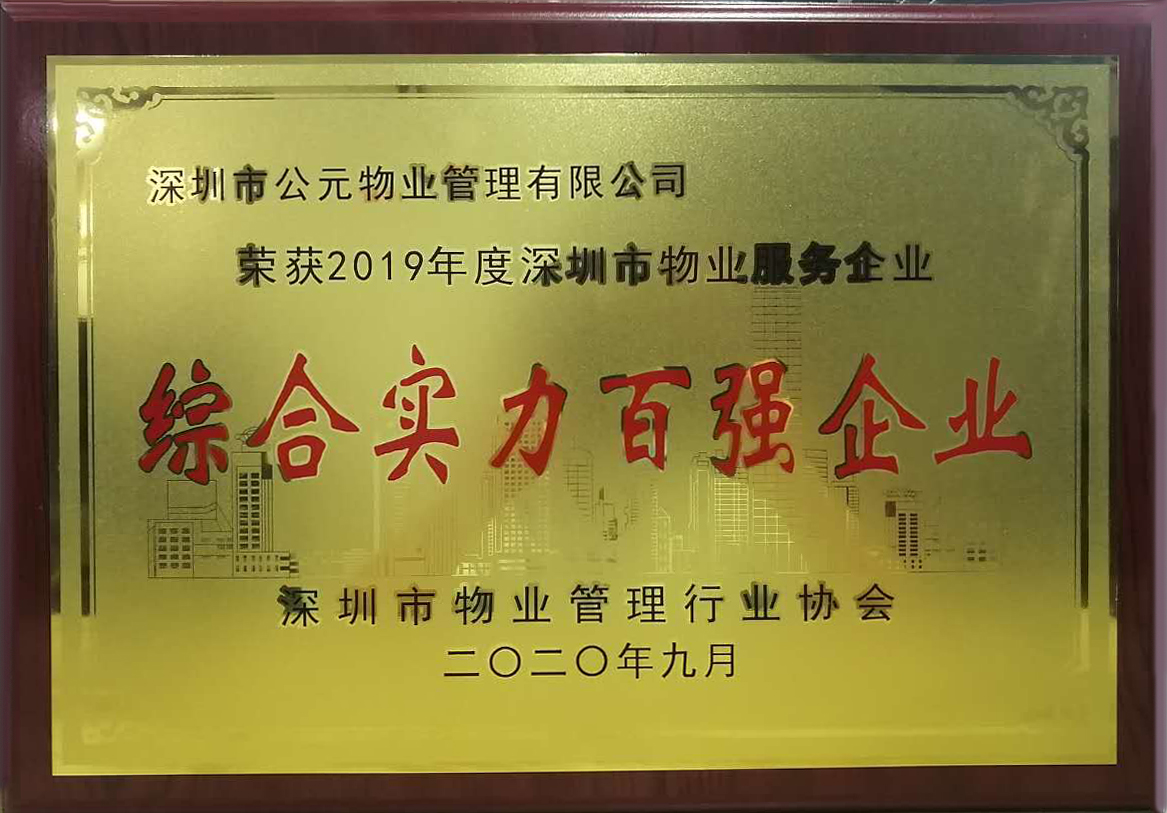 深圳市公元物业管理有限公司
荣获2019年度深圳市物业服务企业
综合实力百强企业
深圳市物业管理行业协会
二〇二〇年九月